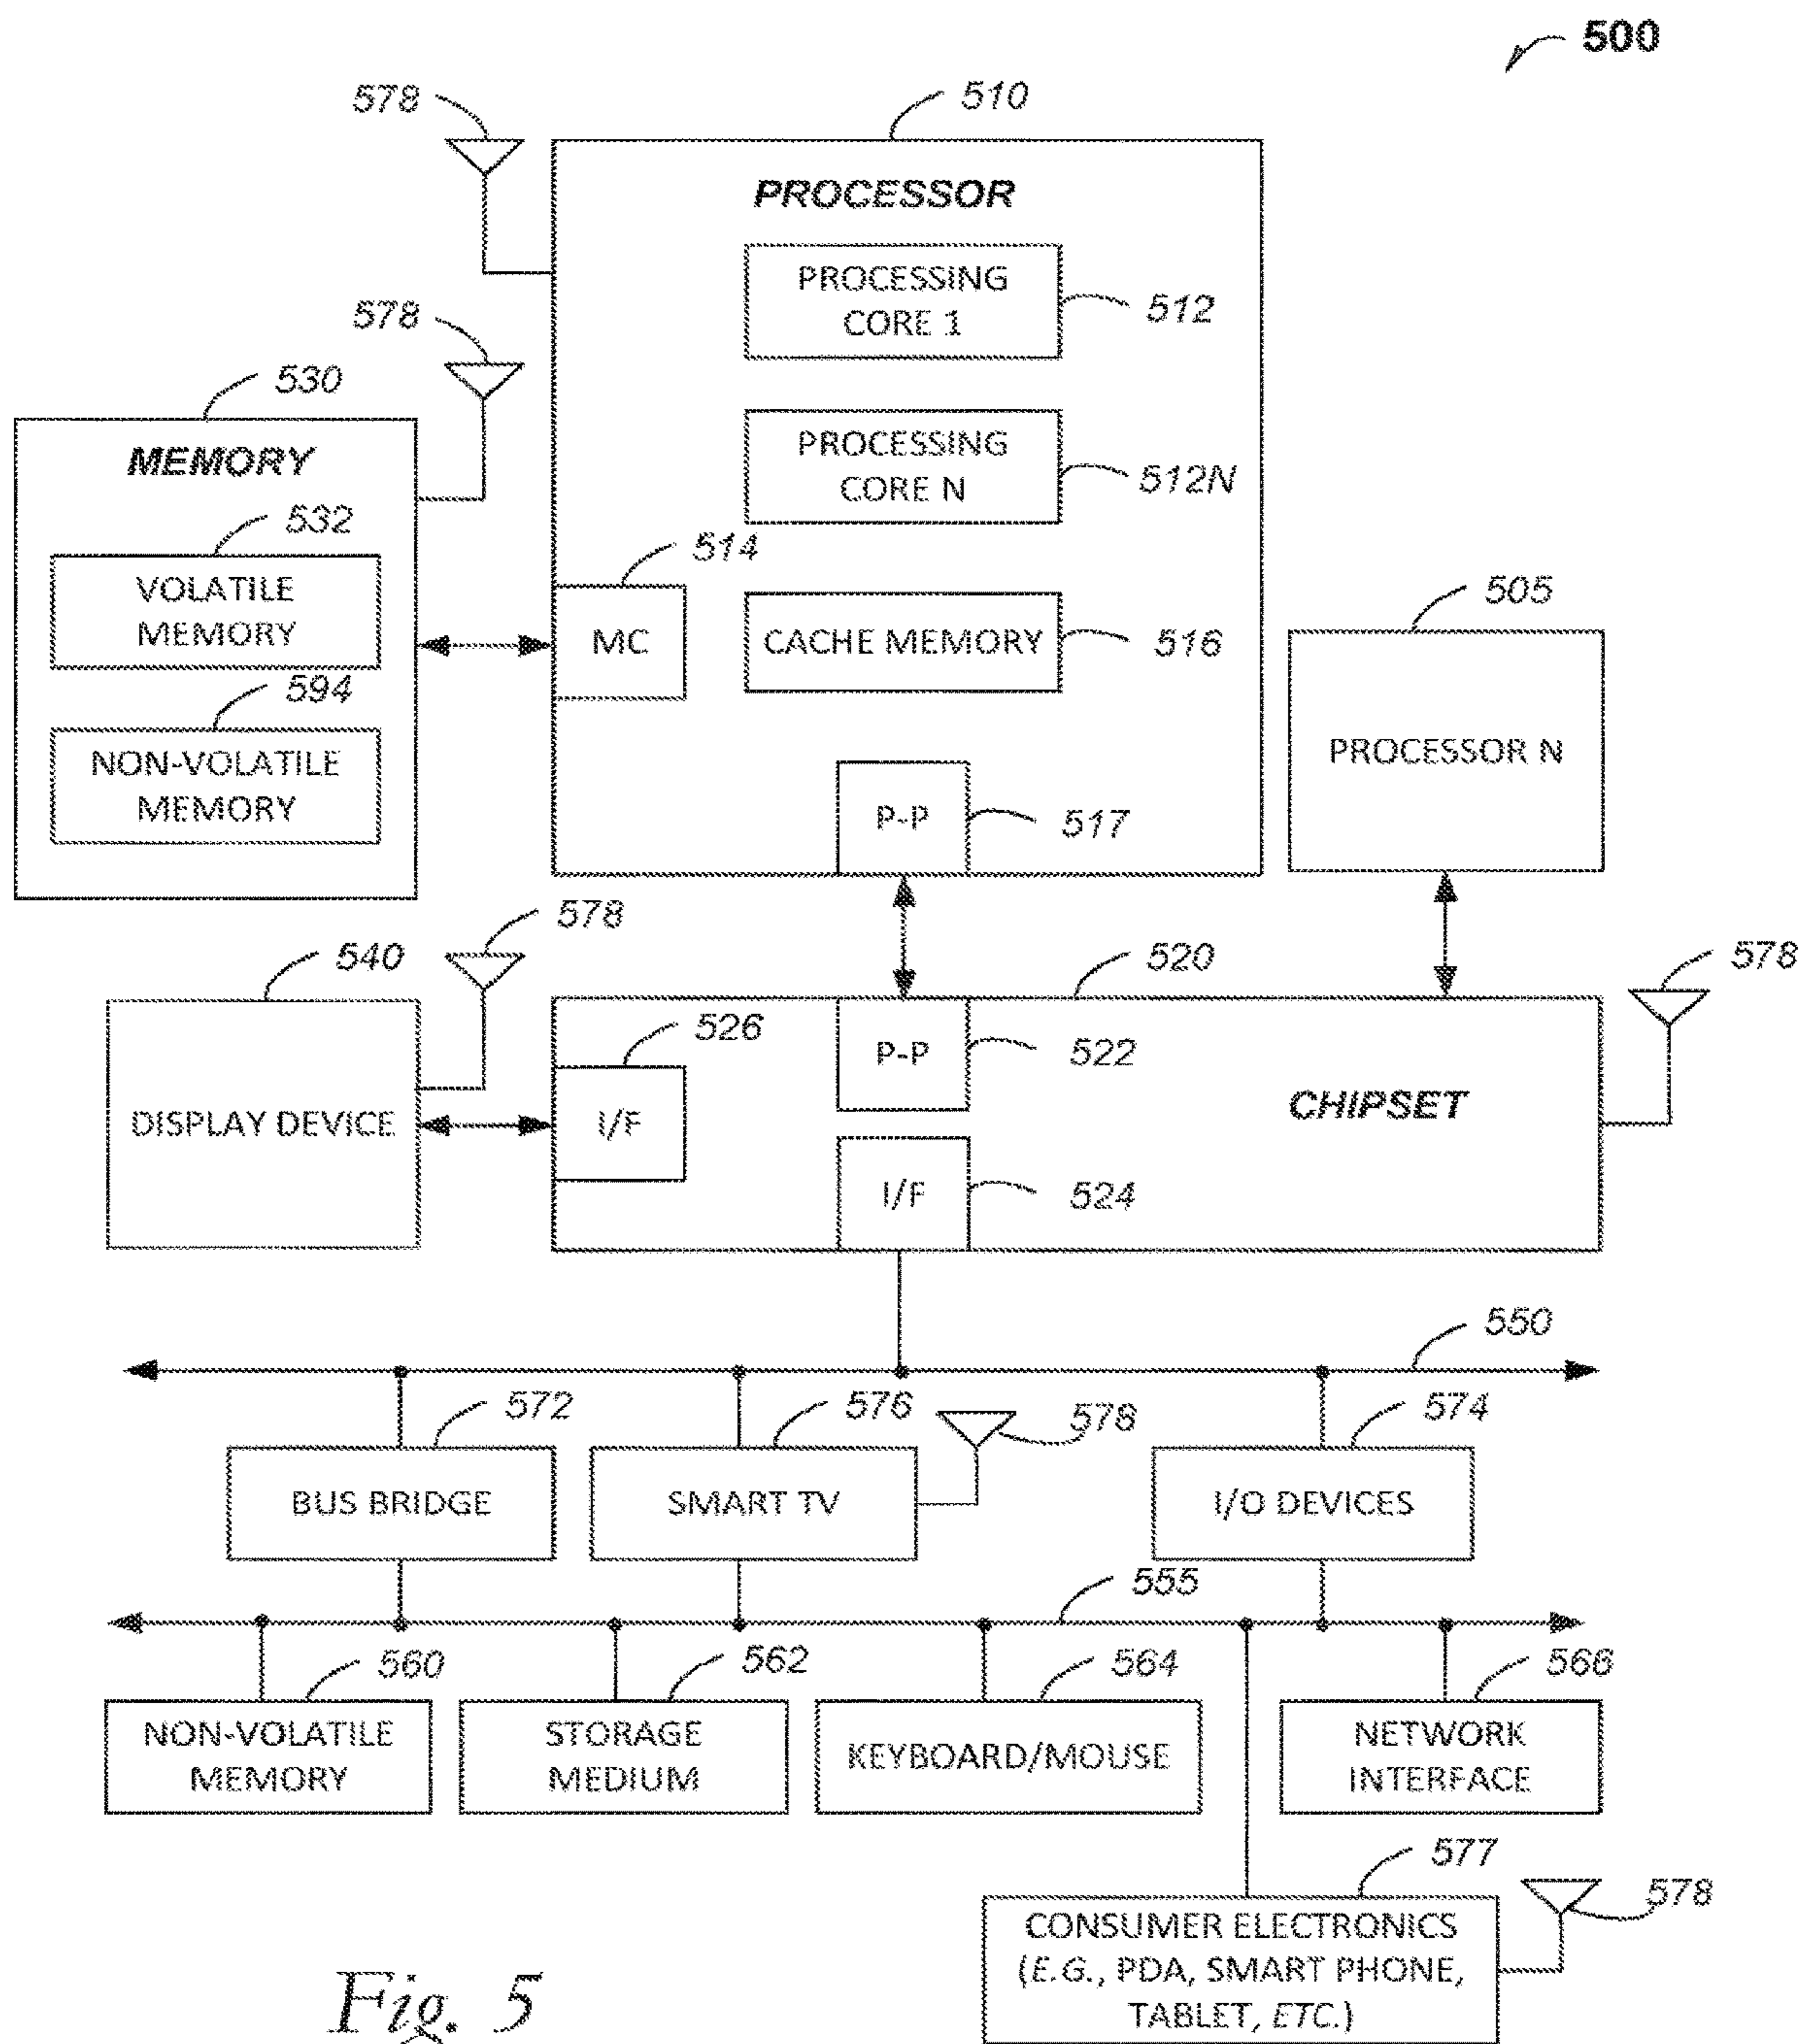 500
578
510
PROCESSOR
PROCESSING
CORE 1
512
578
530
MEMORY
PROCESSING
CORE N
512N
532
VOLATILE
MEMORY
514
MC
CACHE MEMORY
516
505
PROCESSOR N
594
NON-VOLATILE
MEMORY
P-P
517
578
540
520
578
DISPLAY DEVICE
526
I/F
P-P
522
CHIPSET
I/F
524
550
572
576
578
574
BUS BRIDGE
SMART TV
I/O DEVICES
555
560
562
564
566
NON-VOLATILE
MEMORY
STORAGE
MEDIUM
KEYBOARD/MOUSE
NETWORK
INTERFACE
577
578
CONSUMER ELECTRONICS
(E.G., PDA, SMART PHONE,
TABLET, ETC.)
Fig. 5